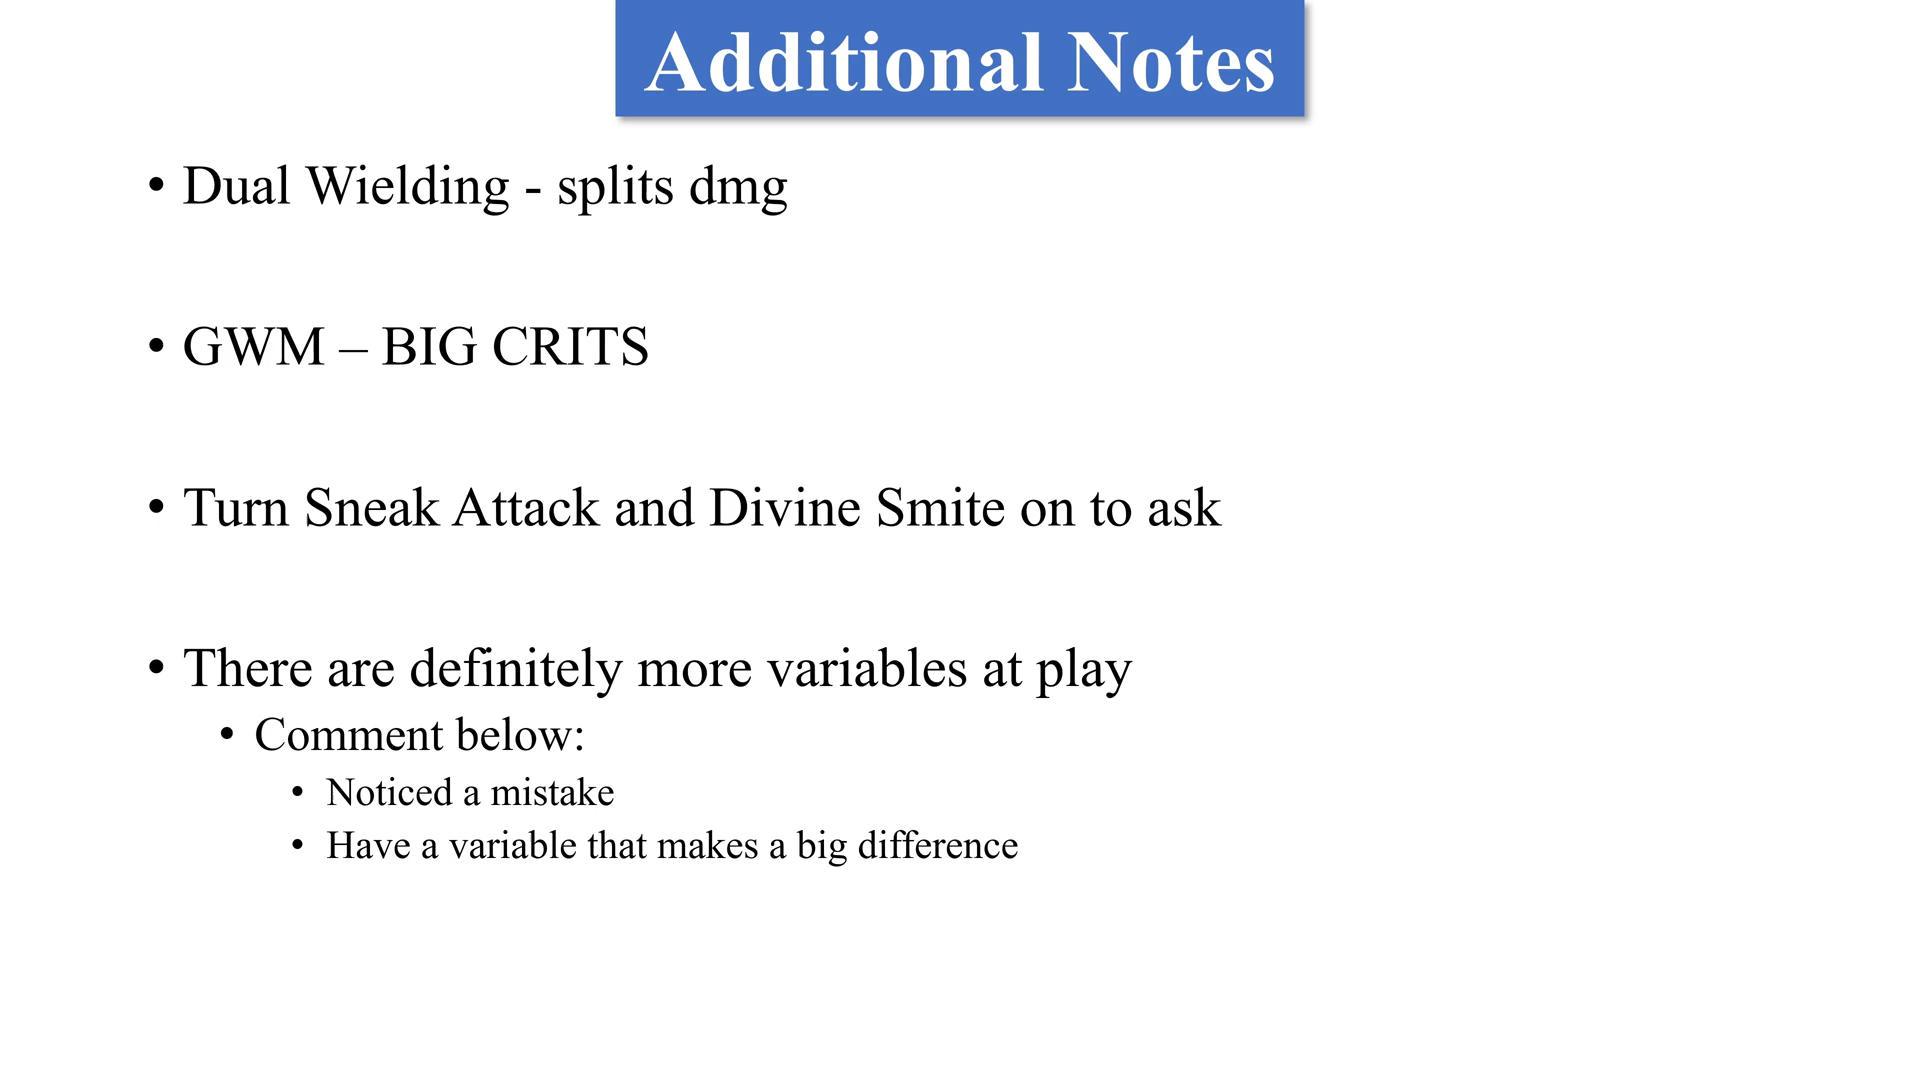 Additional Notes
• Dual Wielding - splits dmg
• GWM – BIG CRITS
• Turn Sneak Attack and Divine Smite on to ask
• There are definitely more variables at play
• Comment below:
• Noticed a mistake
• Have a variable that makes a big difference